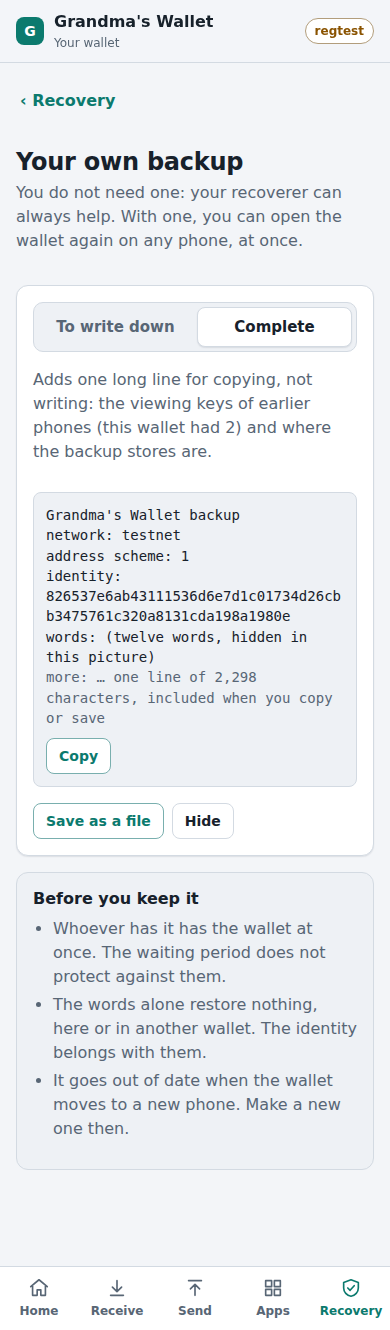 G
Grandma's Wallet
Your wallet
regtest
‹ Recovery
Your own backup
You do not need one: your recoverer can
always help. With one, you can open the
wallet again on any phone, at once.
To write down
Complete
Adds one long line for copying, not
writing: the viewing keys of earlier
phones (this wallet had 2) and where
the backup stores are.
Grandma's Wallet backup
network: testnet
address scheme: 1
identity:
826537e6ab43111536d6e7d1c01734d26cb
b3475761c320a8131cda198a1980e
words: (twelve words, hidden in
this picture)
more: … one line of 2,298
characters, included when you copy
or save
Copy
Save as a file
Hide
Before you keep it
• Whoever has it has the wallet at
once. The waiting period does not
protect against them.
• The words alone restore nothing,
here or in another wallet. The identity
belongs with them.
• It goes out of date when the wallet
moves to a new phone. Make a new
one then.
Home
Receive
Send
Apps
Recovery